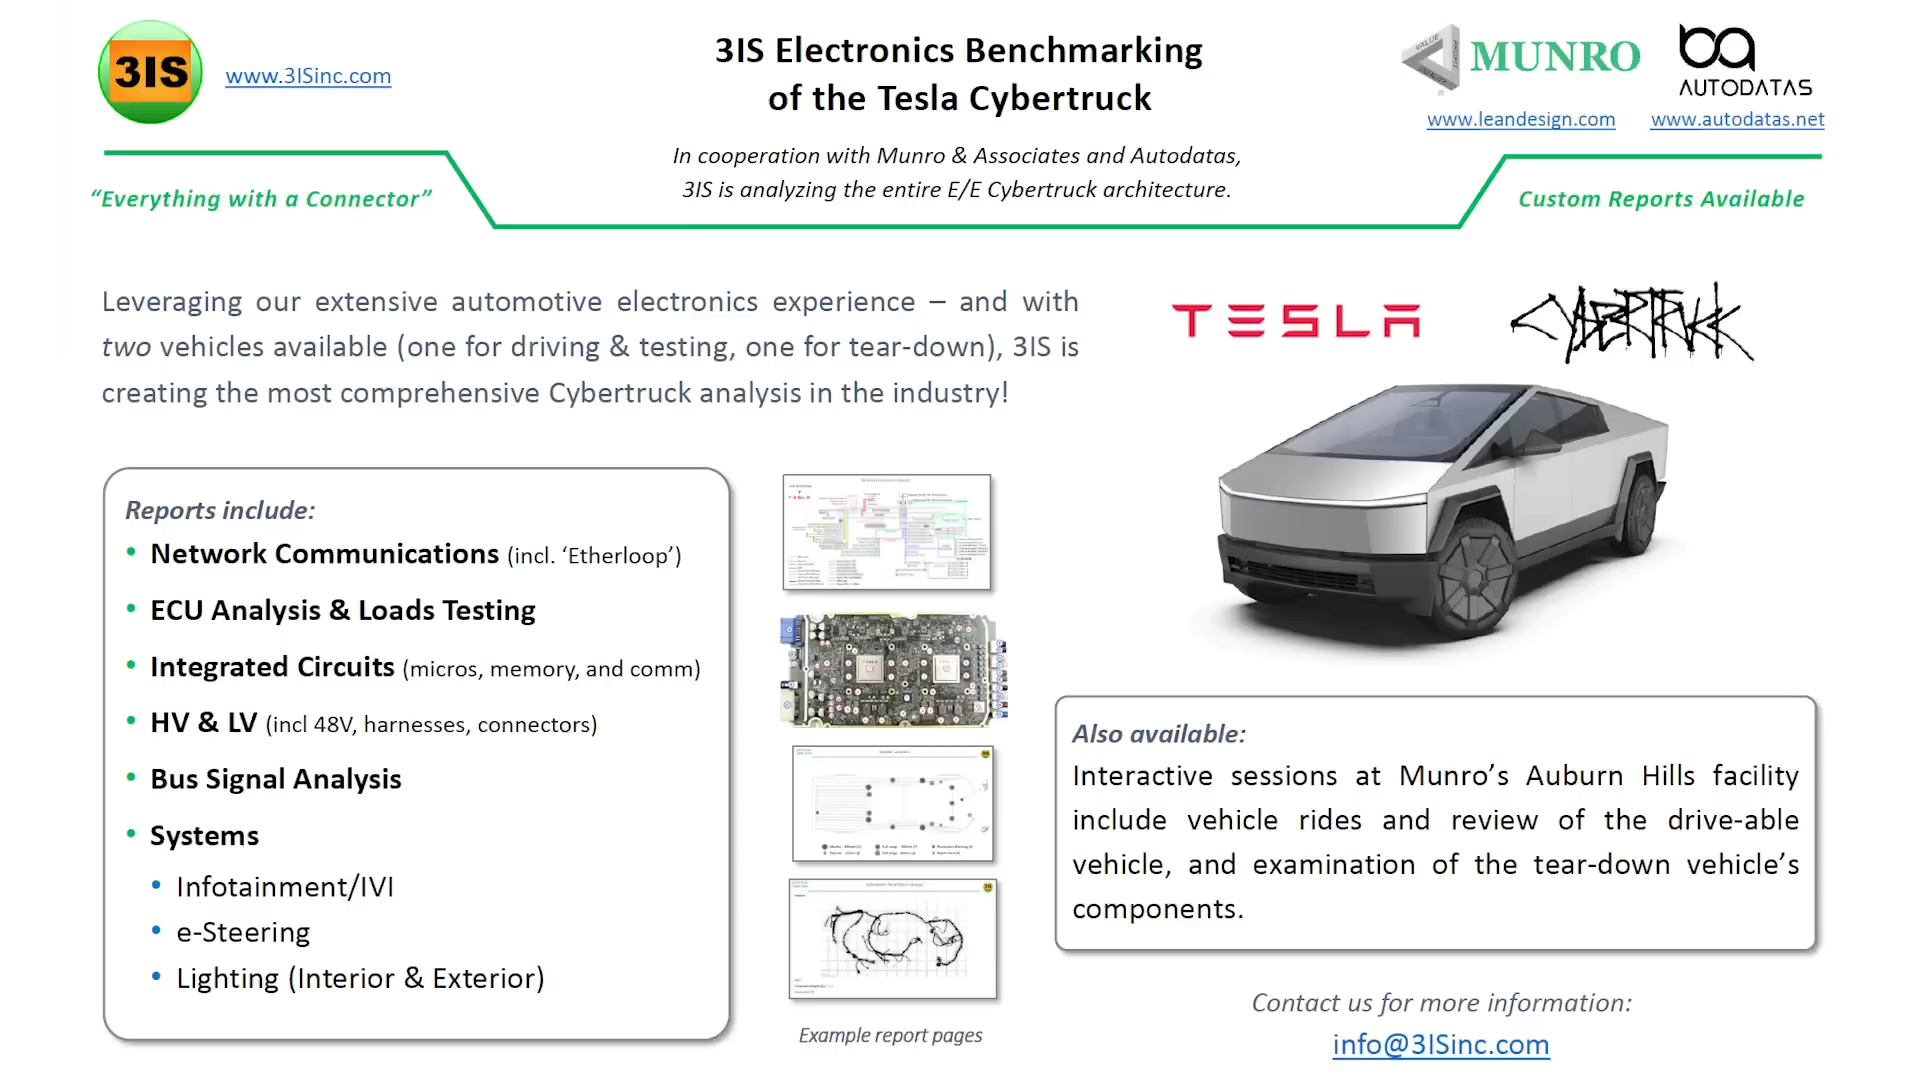 3IS
www.3ISinc.com
3IS Electronics Benchmarking
of the Tesla Cybertruck
In cooperation with Munro & Associates and Autodatas,
3IS is analyzing the entire E/E Cybertruck architecture.
VALUE
PROFIT
QUALITY
MUNRO
www.leandesign.com
AUTODATAS
www.autodatas.net
“Everything with a Connector”
Custom Reports Available
Leveraging our extensive automotive electronics experience – and with
two vehicles available (one for driving & testing, one for tear-down), 3IS is
creating the most comprehensive Cybertruck analysis in the industry!
TESLA
CYBERTRUCK
Reports include:
• Network Communications (incl. ‘Etherloop’)
• ECU Analysis & Loads Testing
• Integrated Circuits (micros, memory, and comm)
• HV & LV (incl 48V, harnesses, connectors)
• Bus Signal Analysis
• Systems
• Infotainment/IVI
• e-Steering
• Lighting (Interior & Exterior)
TESLA
Example report pages
Also available:
Interactive sessions at Munro’s Auburn Hills facility
include vehicle rides and review of the drive-able
vehicle, and examination of the tear-down vehicle’s
components.
Contact us for more information:
info@3ISinc.com